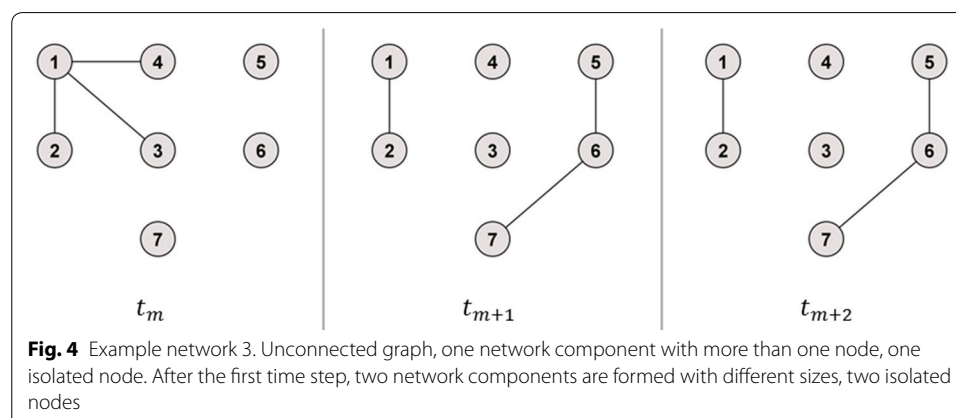 1 4 5 1 4 5 1 4 5
2 3 6 2 3 6 2 3 6
7 7 7
t_m t_{m+1} t_{m+2}
Fig. 4 Example network 3. Unconnected graph, one network component with more than one node, one
isolated node. After the first time step, two network components are formed with different sizes, two isolated
nodes